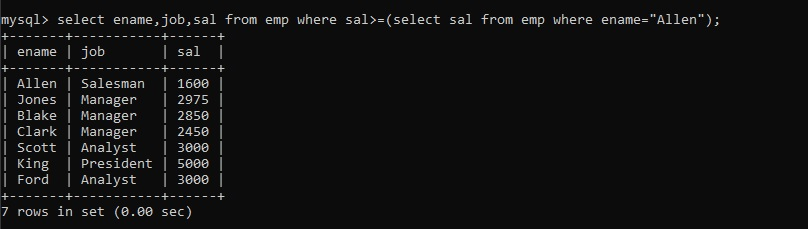 mysql> select ename,job,sal from emp where sal>=(select sal from emp where ename="Allen");
+-------+-----------+------+
| ename | job       | sal  |
+-------+-----------+------+
| Allen | Salesman  | 1600 |
| Jones | Manager   | 2975 |
| Blake | Manager   | 2850 |
| Clark | Manager   | 2450 |
| Scott | Analyst   | 3000 |
| King  | President | 5000 |
| Ford  | Analyst   | 3000 |
+-------+-----------+------+
7 rows in set (0.00 sec)